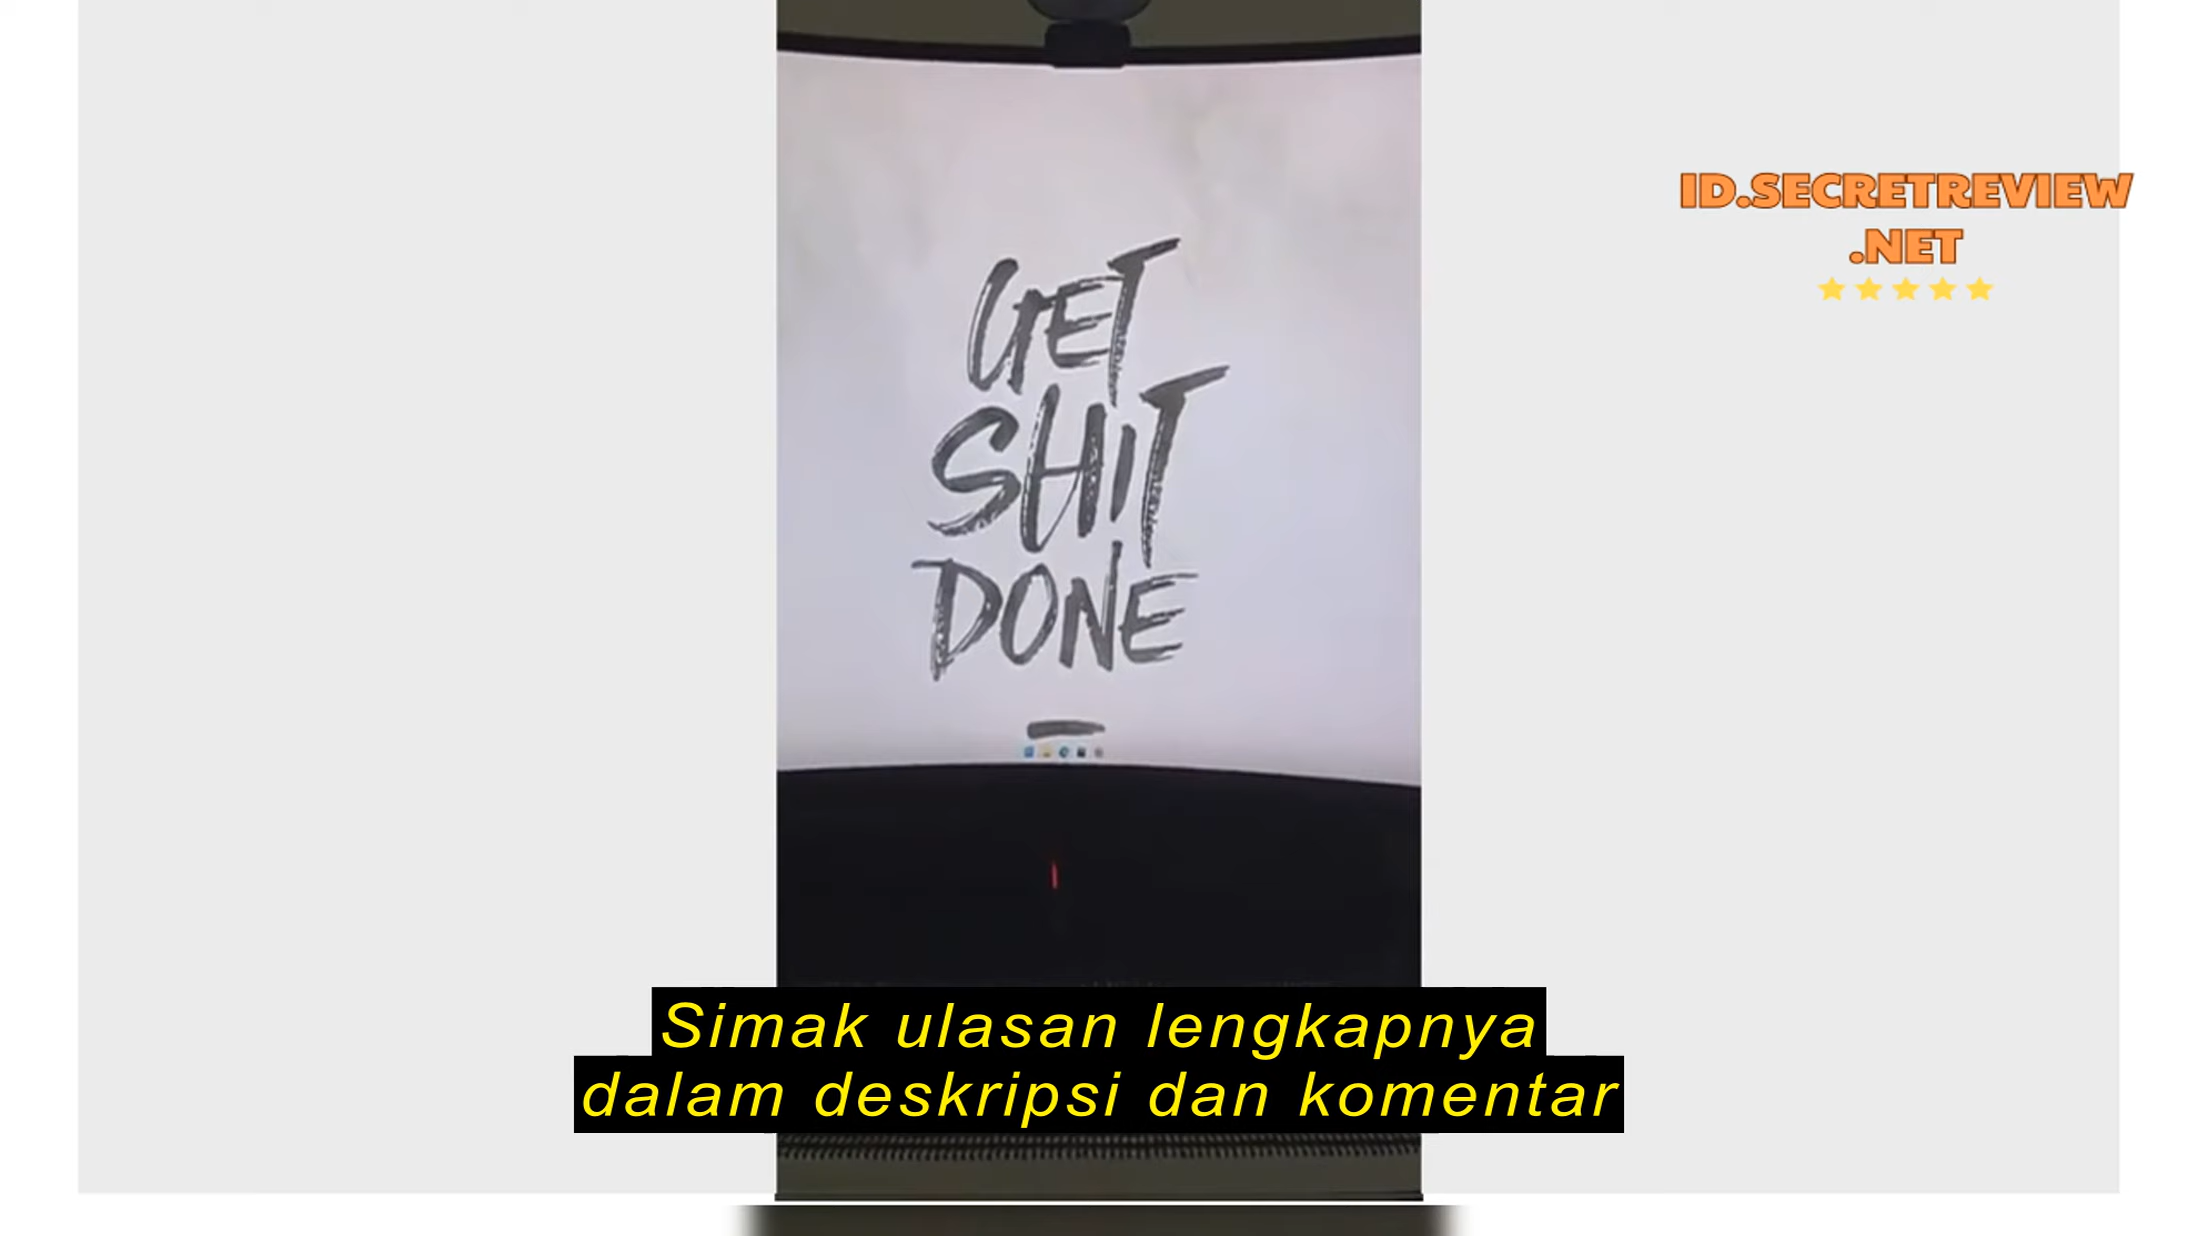 ID.SECRETREVIEW
.NET
GET
SHIT
DONE
Simak ulasan lengkapnya
dalam deskripsi dan komentar